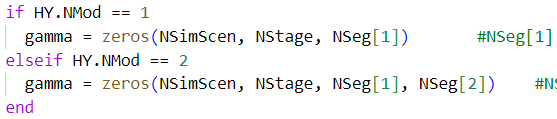 if HY.NMod == 1
gamma = zeros(NSimScen, NStage, NSeg[1]) #NSeg[1]
elseif HY.NMod == 2
gamma = zeros(NSimScen, NStage, NSeg[1], NSeg[2]) #NS
end